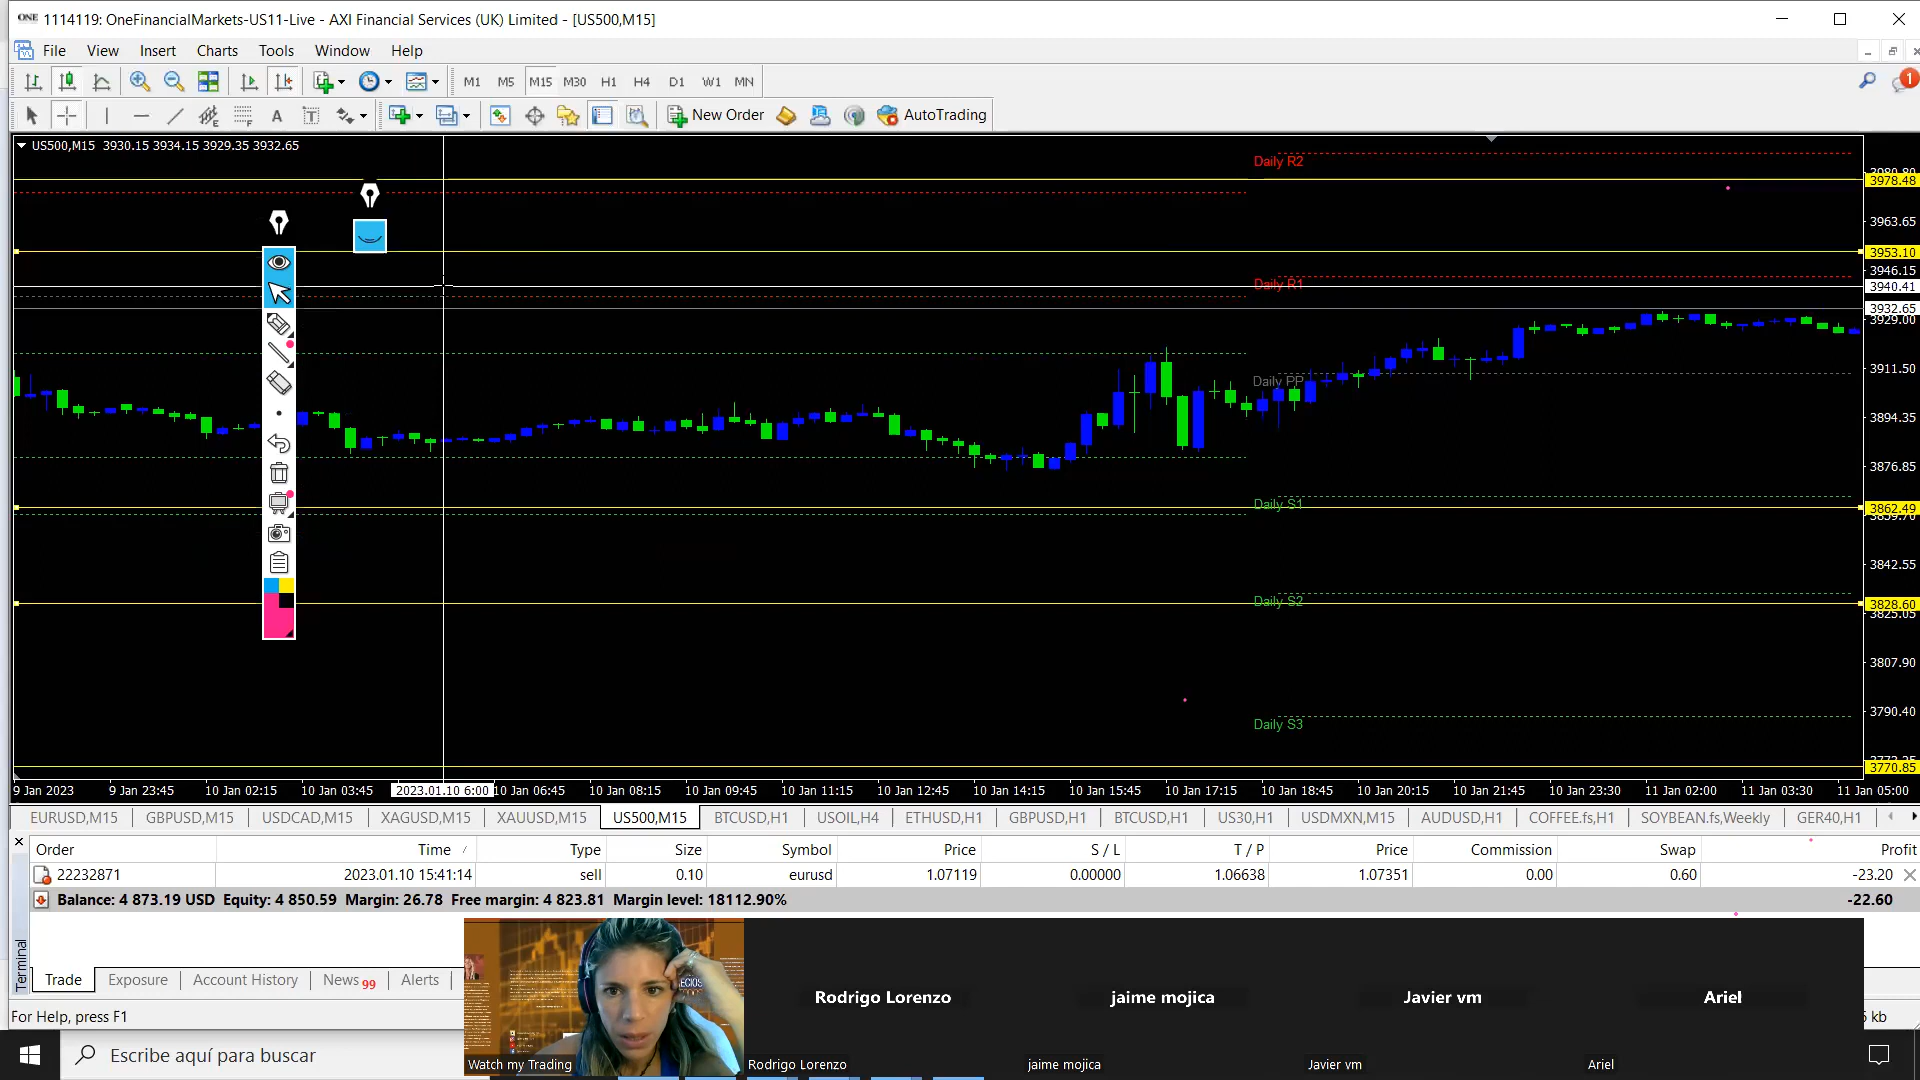 ONE 1114119: OneFinancialMarkets-US11-Live - AXI Financial Services (UK) Limited - [US500,M15]
File View Insert Charts Tools Window Help
M1 M5 M15 M30 H1 H4 D1 W1 MN
1
A T New Order AutoTrading
US500,M15 3930.15 3934.15 3929.35 3932.65
Daily R2
3978.48
3963.65
3953.10
3946.15
Daily R1
3940.41
3932.65
3929.00
3911.50
Daily PP
3894.35
3876.85
Daily S1
3862.49
3842.55
Daily S2
3828.60
3825.05
3807.90
3790.40
Daily S3
3770.85
9 Jan 2023 9 Jan 23:45 10 Jan 02:15 10 Jan 03:45 2023.01.10 6:00 10 Jan 06:45 10 Jan 08:15 10 Jan 09:45 10 Jan 11:15 10 Jan 12:45 10 Jan 14:15 10 Jan 15:45 10 Jan 17:15 10 Jan 18:45 10 Jan 20:15 10 Jan 21:45 10 Jan 23:30 11 Jan 02:00 11 Jan 03:30 11 Jan 05:00
EURUSD,M15 GBPUSD,M15 USDCAD,M15 XAGUSD,M15 XAUUSD,M15 US500,M15 BTCUSD,H1 USOIL,H4 ETHUSD,H1 GBPUSD,H1 BTCUSD,H1 US30,H1 USDMXN,M15 AUDUSD,H1 COFFEE.fs,H1 SOYBEAN.fs,Weekly GER40,H1
Order Time / Type Size Symbol Price S / L T / P Price Commission Swap Profit
22232871 2023.01.10 15:41:14 sell 0.10 eurusd 1.07119 0.00000 1.06638 1.07351 0.00 0.60 -23.20
Balance: 4 873.19 USD Equity: 4 850.59 Margin: 26.78 Free margin: 4 823.81 Margin level: 18112.90% -22.60
Terminal
Trade Exposure Account History News 99 Alerts
For Help, press F1
kb
Escribe aquí para buscar
Watch my Trading
Rodrigo Lorenzo
Rodrigo Lorenzo
jaime mojica
jaime mojica
Javier vm
Javier vm
Ariel
Ariel